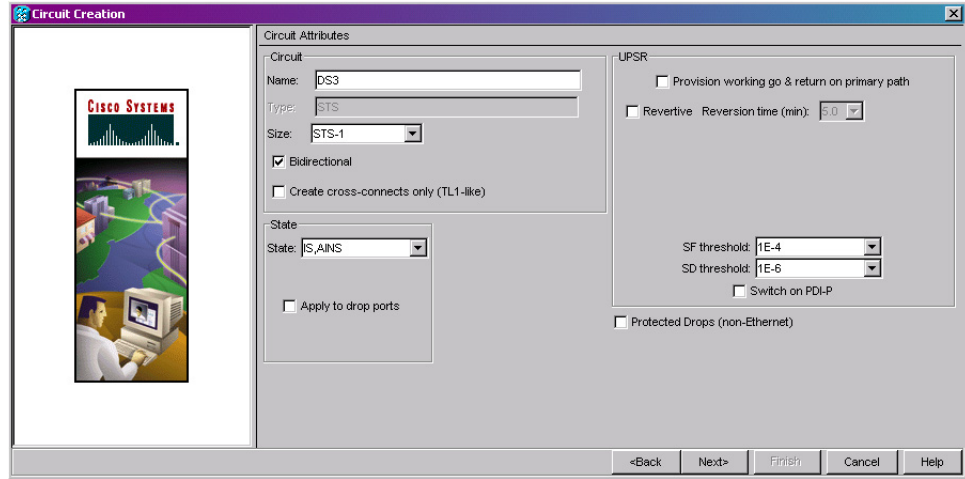 Circuit Creation
Circuit Attributes
Circuit
Name: DS3
Type: STS
Size: STS-1
Bidirectional
Create cross-connects only (TL1-like)
State
State: IS,AINS
Apply to drop ports
UPSR
Provision working go & return on primary path
Revertive Reversion time (min): 5.0
SF threshold: 1E-4
SD threshold: 1E-6
Switch on PDI-P
Protected Drops (non-Ethernet)
CISCO SYSTEMS
<Back Next> Finish Cancel Help